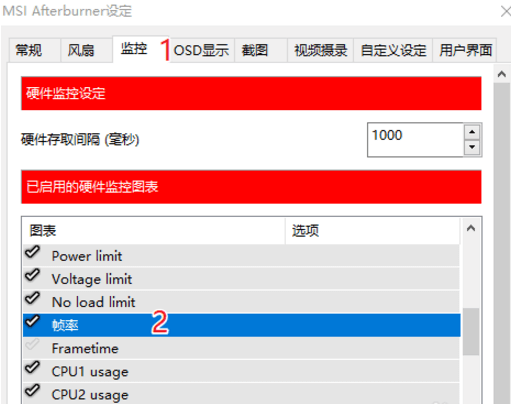 MSI Afterburner设定
常规 风扇 监控 1 OSD显示 截图 视频摄录 自定义设定 用户界面
硬件监控设定
硬件存取间隔 (毫秒) 1000
已启用的硬件监控图表
图表 选项
Power limit
Voltage limit
No load limit
帧率 2
Frametime
CPU1 usage
CPU2 usage